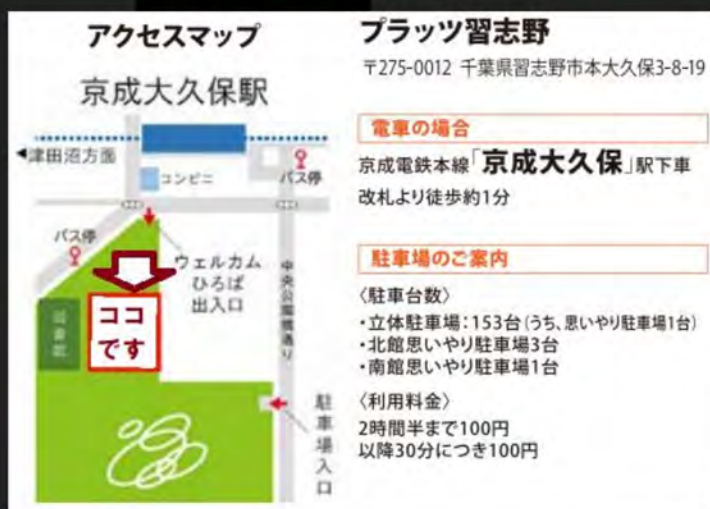 アクセスマップ
京成大久保駅
◀津田沼方面
コンビニ
バス停
バス停
ウェルカム
ひろば
出入口
中央公園横通り
図書館
ココ
です
駐車場入口
プラッツ習志野
〒275-0012 千葉県習志野市本大久保3-8-19
電車の場合
京成電鉄本線「京成大久保」駅下車
改札より徒歩約1分
駐車場のご案内
〈駐車台数〉
・立体駐車場：153台（うち、思いやり駐車場1台）
・北館思いやり駐車場3台
・南館思いやり駐車場1台
〈利用料金〉
2時間半まで100円
以降30分につき100円